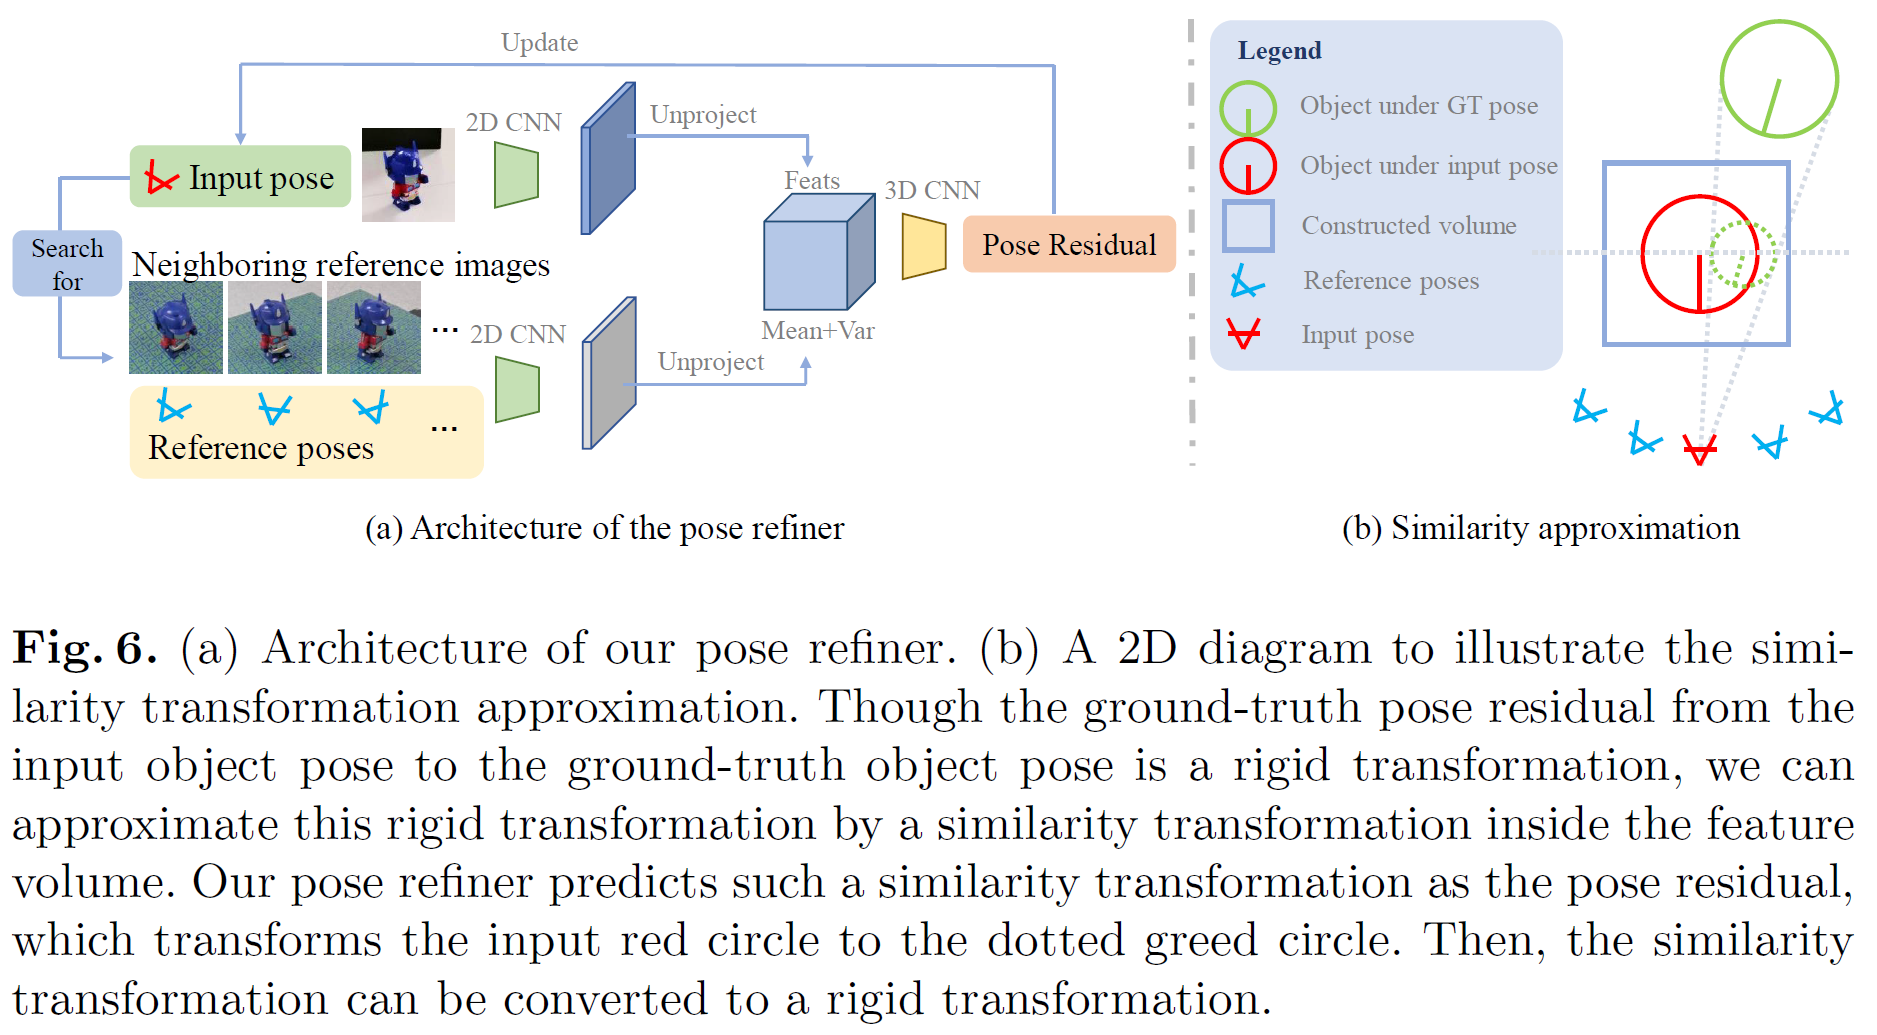 Update
2D CNN
Unproject
Input pose
Feats
3D CNN
Search
for
Neighboring reference images
Pose Residual
...
2D CNN
Mean+Var
Unproject
...
Reference poses
(a) Architecture of the pose refiner
Legend
Object under GT pose
Object under input pose
Constructed volume
Reference poses
Input pose
(b) Similarity approximation
Fig. 6. (a) Architecture of our pose refiner. (b) A 2D diagram to illustrate the simi-
larity transformation approximation. Though the ground-truth pose residual from the
input object pose to the ground-truth object pose is a rigid transformation, we can
approximate this rigid transformation by a similarity transformation inside the feature
volume. Our pose refiner predicts such a similarity transformation as the pose residual,
which transforms the input red circle to the dotted greed circle. Then, the similarity
transformation can be converted to a rigid transformation.